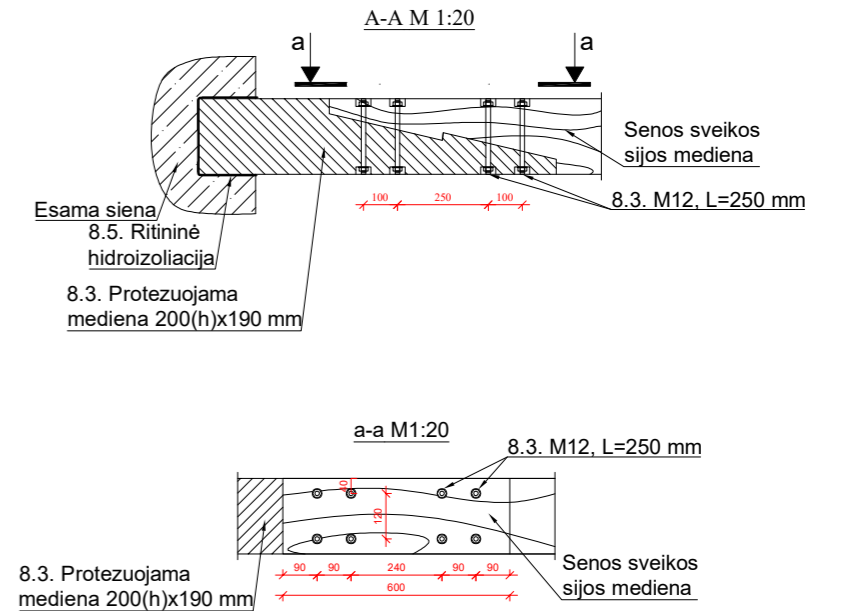 A-A M 1:20
a
a
Senos sveikos
sijos mediena
8.3. M12, L=250 mm
100
250
100
Esama siena
8.5. Ritininė
hidroizoliacija
8.3. Protezuojama
mediena 200(h)x190 mm
a-a M1:20
8.3. M12, L=250 mm
40
120
90
90
240
90
90
600
Senos sveikos
sijos mediena
8.3. Protezuojama
mediena 200(h)x190 mm